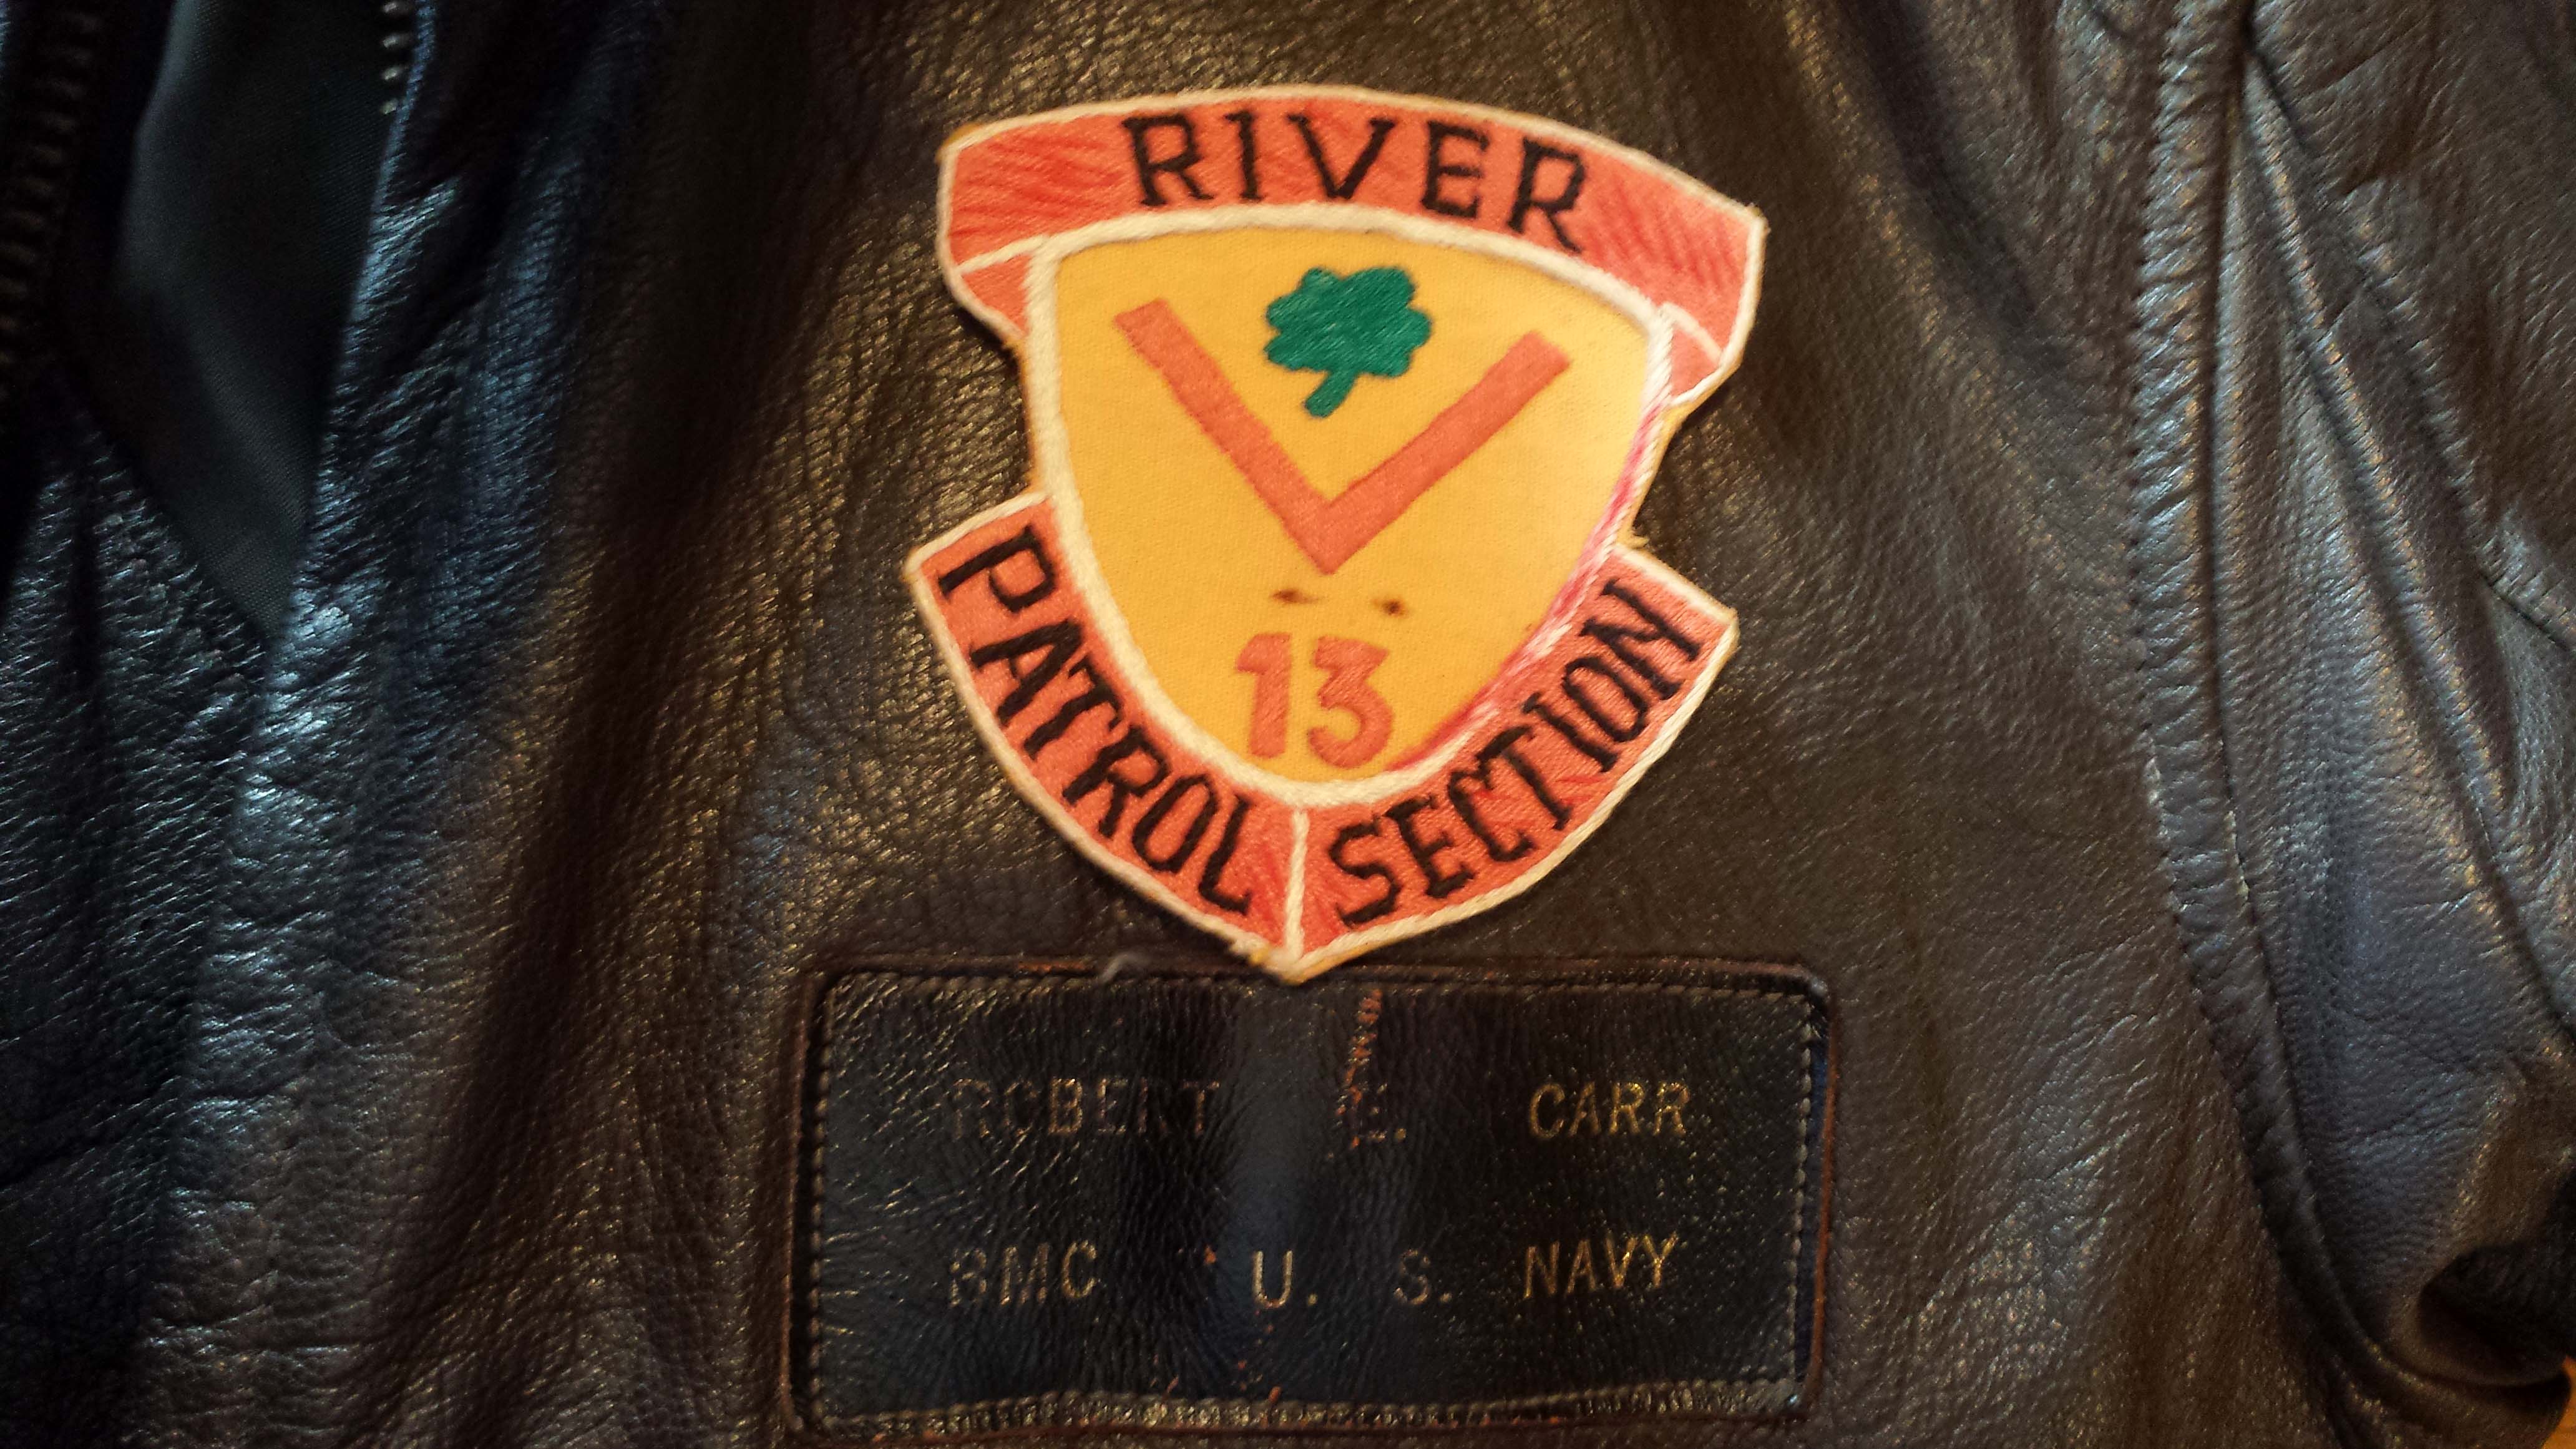 RIVER
13
PATROL SECTION
ROBERT E. CARR
BMC U. S. NAVY